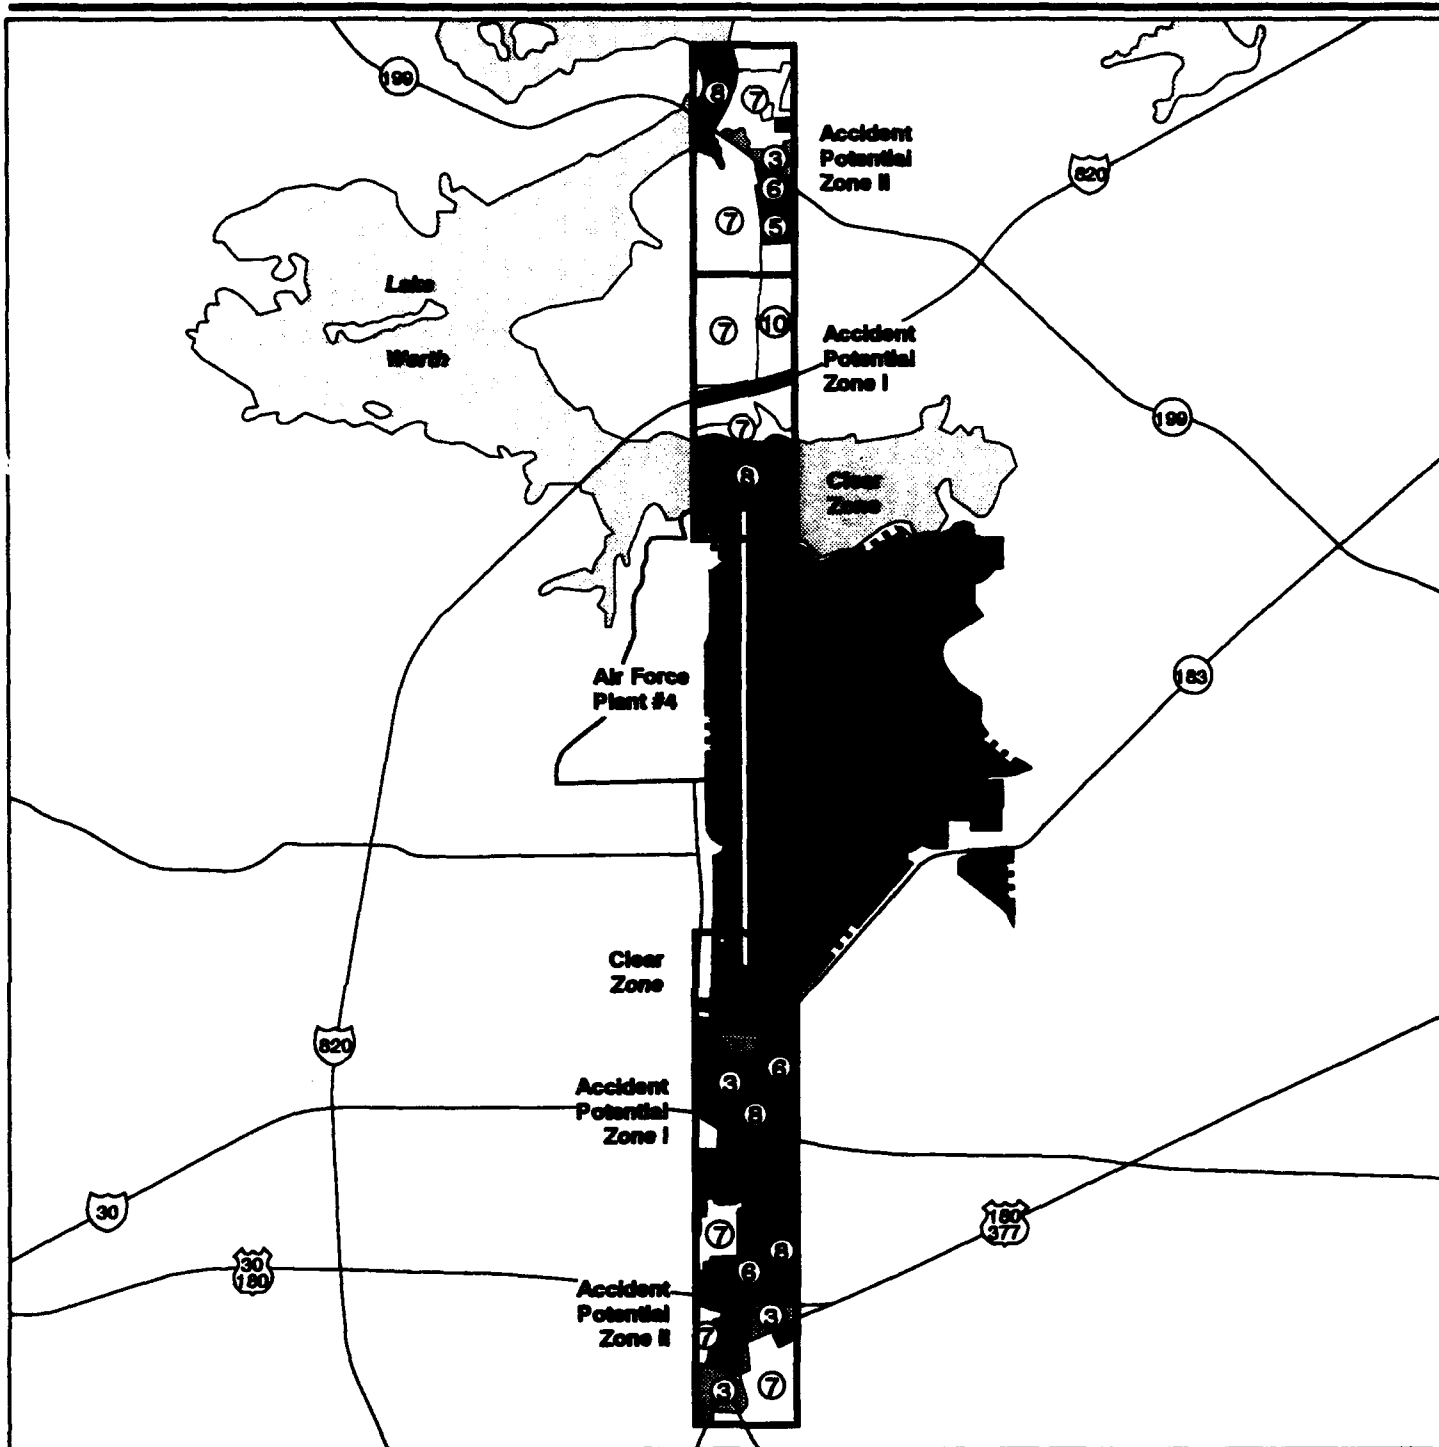 199
8
7
Accident
Potential
Zone II
3
820
6
7
5
Lake
Worth
7
10
Accident
Potential
Zone I
199
7
8
Clear
Zone
Air Force
Plant #4
183
Clear
Zone
820
Accident
Potential
Zone I
3
6
8
30
7
180
377
8
6
30
180
Accident
Potential
Zone II
3
7
3
7